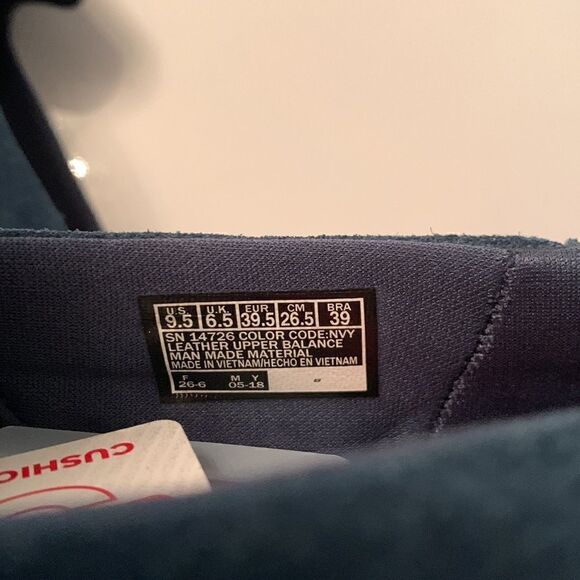 U.S. U.K. EUR CM BRA
9.5 6.5 39.5 26.5 39
SN 14726 COLOR CODE:NVY
LEATHER UPPER BALANCE
MAN MADE MATERIAL
MADE IN VIETNAM/HECHO EN VIETNAM
F M Y
26-6 05-18
CUSHIO